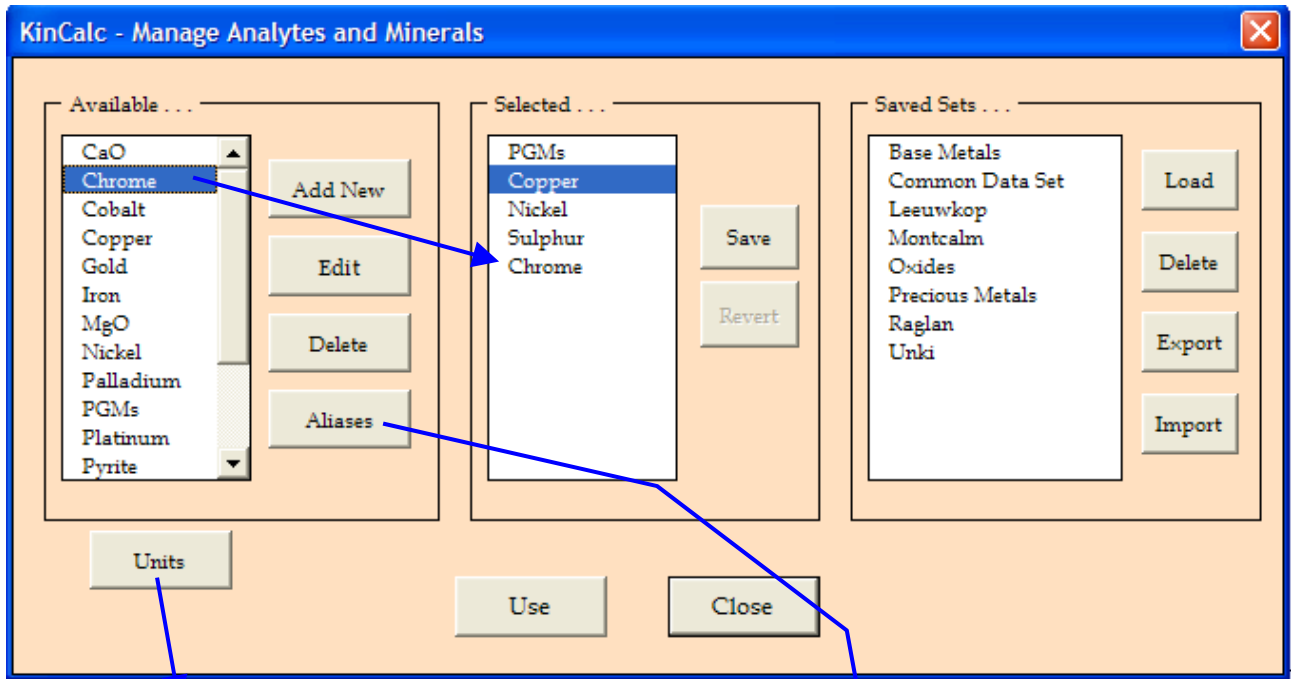 KinCalc - Manage Analytes and Minerals
Available . . .
CaO
Chrome
Cobalt
Copper
Gold
Iron
MgO
Nickel
Palladium
PGMs
Platinum
Pyrite
Add New
Edit
Delete
Aliases
Units
Selected . . .
PGMs
Copper
Nickel
Sulphur
Chrome
Save
Revert
Saved Sets . . .
Base Metals
Common Data Set
Leeuwkop
Montcalm
Oxides
Precious Metals
Raglan
Unki
Load
Delete
Export
Import
Use
Close